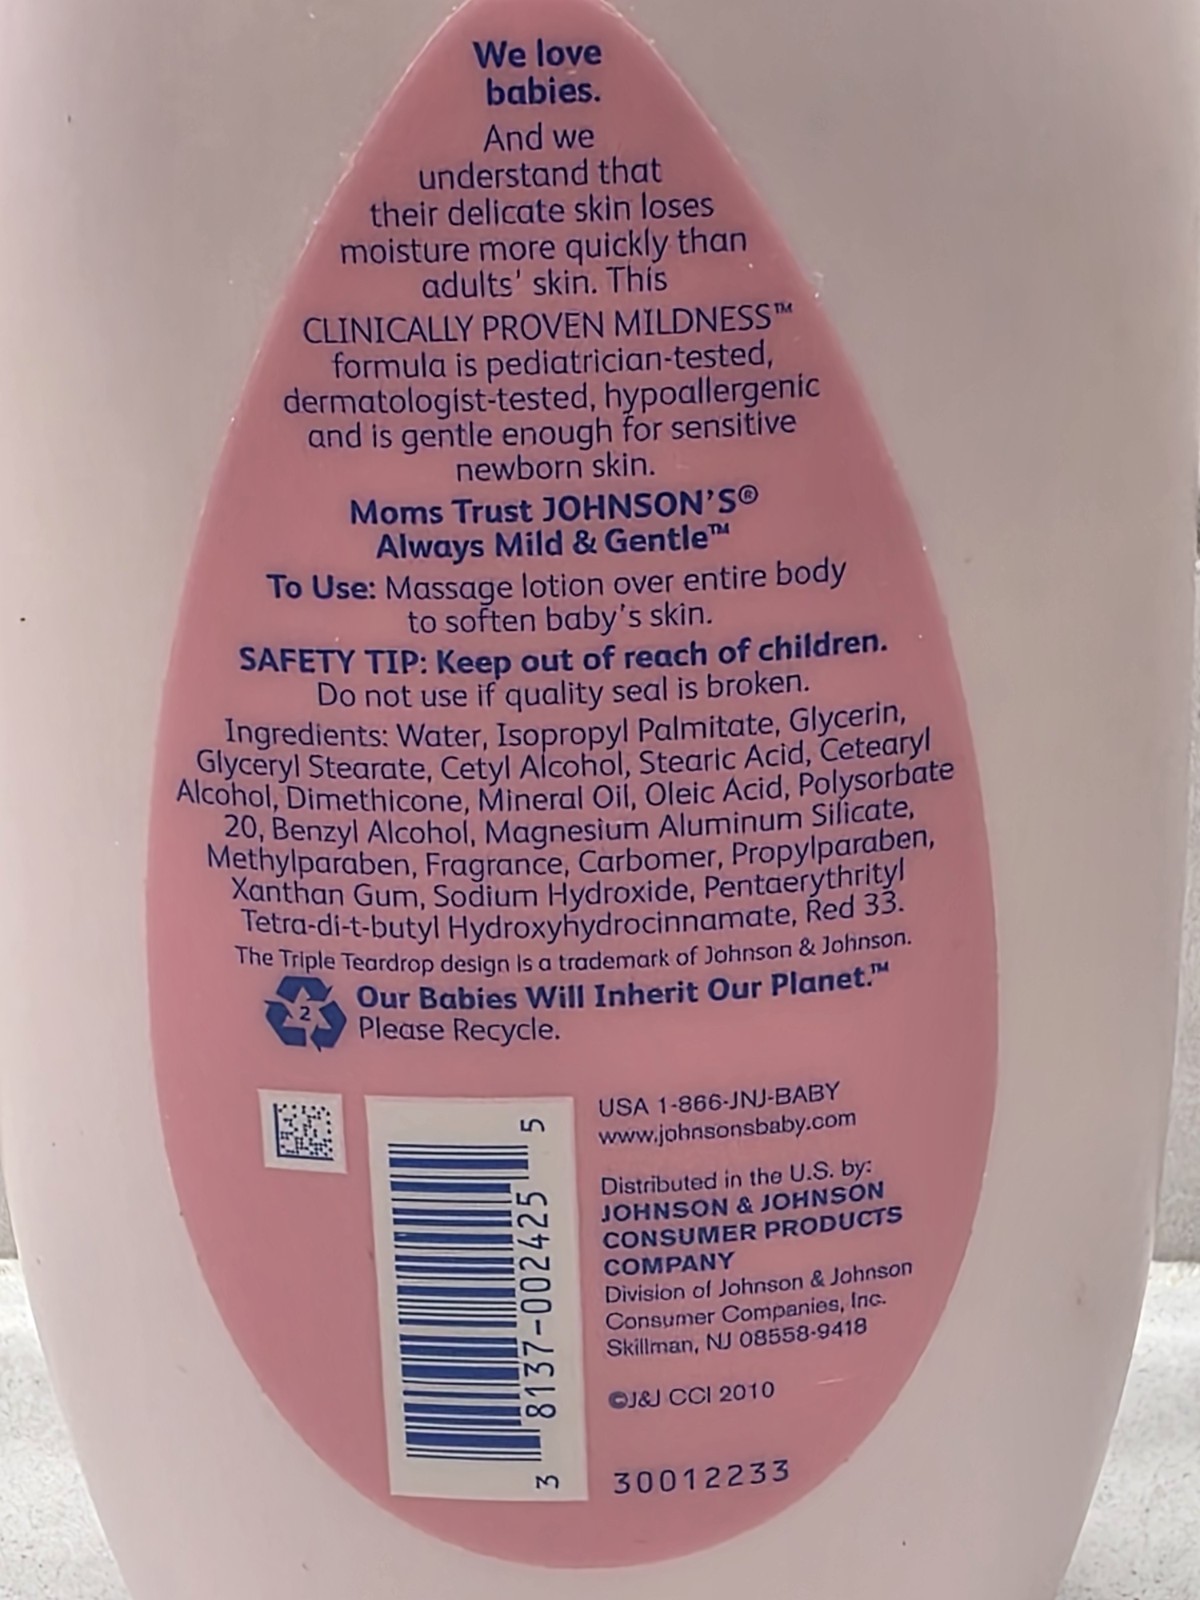 We love
babies.
And we
understand that
their delicate skin loses
moisture more quickly than
adults' skin. This
CLINICALLY PROVEN MILDNESS™
formula is pediatrician-tested,
dermatologist-tested, hypoallergenic
and is gentle enough for sensitive
newborn skin.
Moms Trust JOHNSON'S®
Always Mild & Gentle™
To Use: Massage lotion over entire body
to soften baby's skin.
SAFETY TIP: Keep out of reach of children.
Do not use if quality seal is broken.
Ingredients: Water, Isopropyl Palmitate, Glycerin,
Glyceryl Stearate, Cetyl Alcohol, Stearic Acid, Cetearyl
Alcohol, Dimethicone, Mineral Oil, Oleic Acid, Polysorbate
20, Benzyl Alcohol, Magnesium Aluminum Silicate,
Methylparaben, Fragrance, Carbomer, Propylparaben,
Xanthan Gum, Sodium Hydroxide, Pentaerythrityl
Tetra-di-t-butyl Hydroxyhydrocinnamate, Red 33.
The Triple Teardrop design is a trademark of Johnson & Johnson.
2
Our Babies Will Inherit Our Planet.™
Please Recycle.
3 8137-002425 5
USA 1-866-JNJ-BABY
www.johnsonsbaby.com
Distributed in the U.S. by:
JOHNSON & JOHNSON
CONSUMER PRODUCTS
COMPANY
Division of Johnson & Johnson
Consumer Companies, Inc.
Skillman, NJ 08558-9418
©J&J CCI 2010
30012233